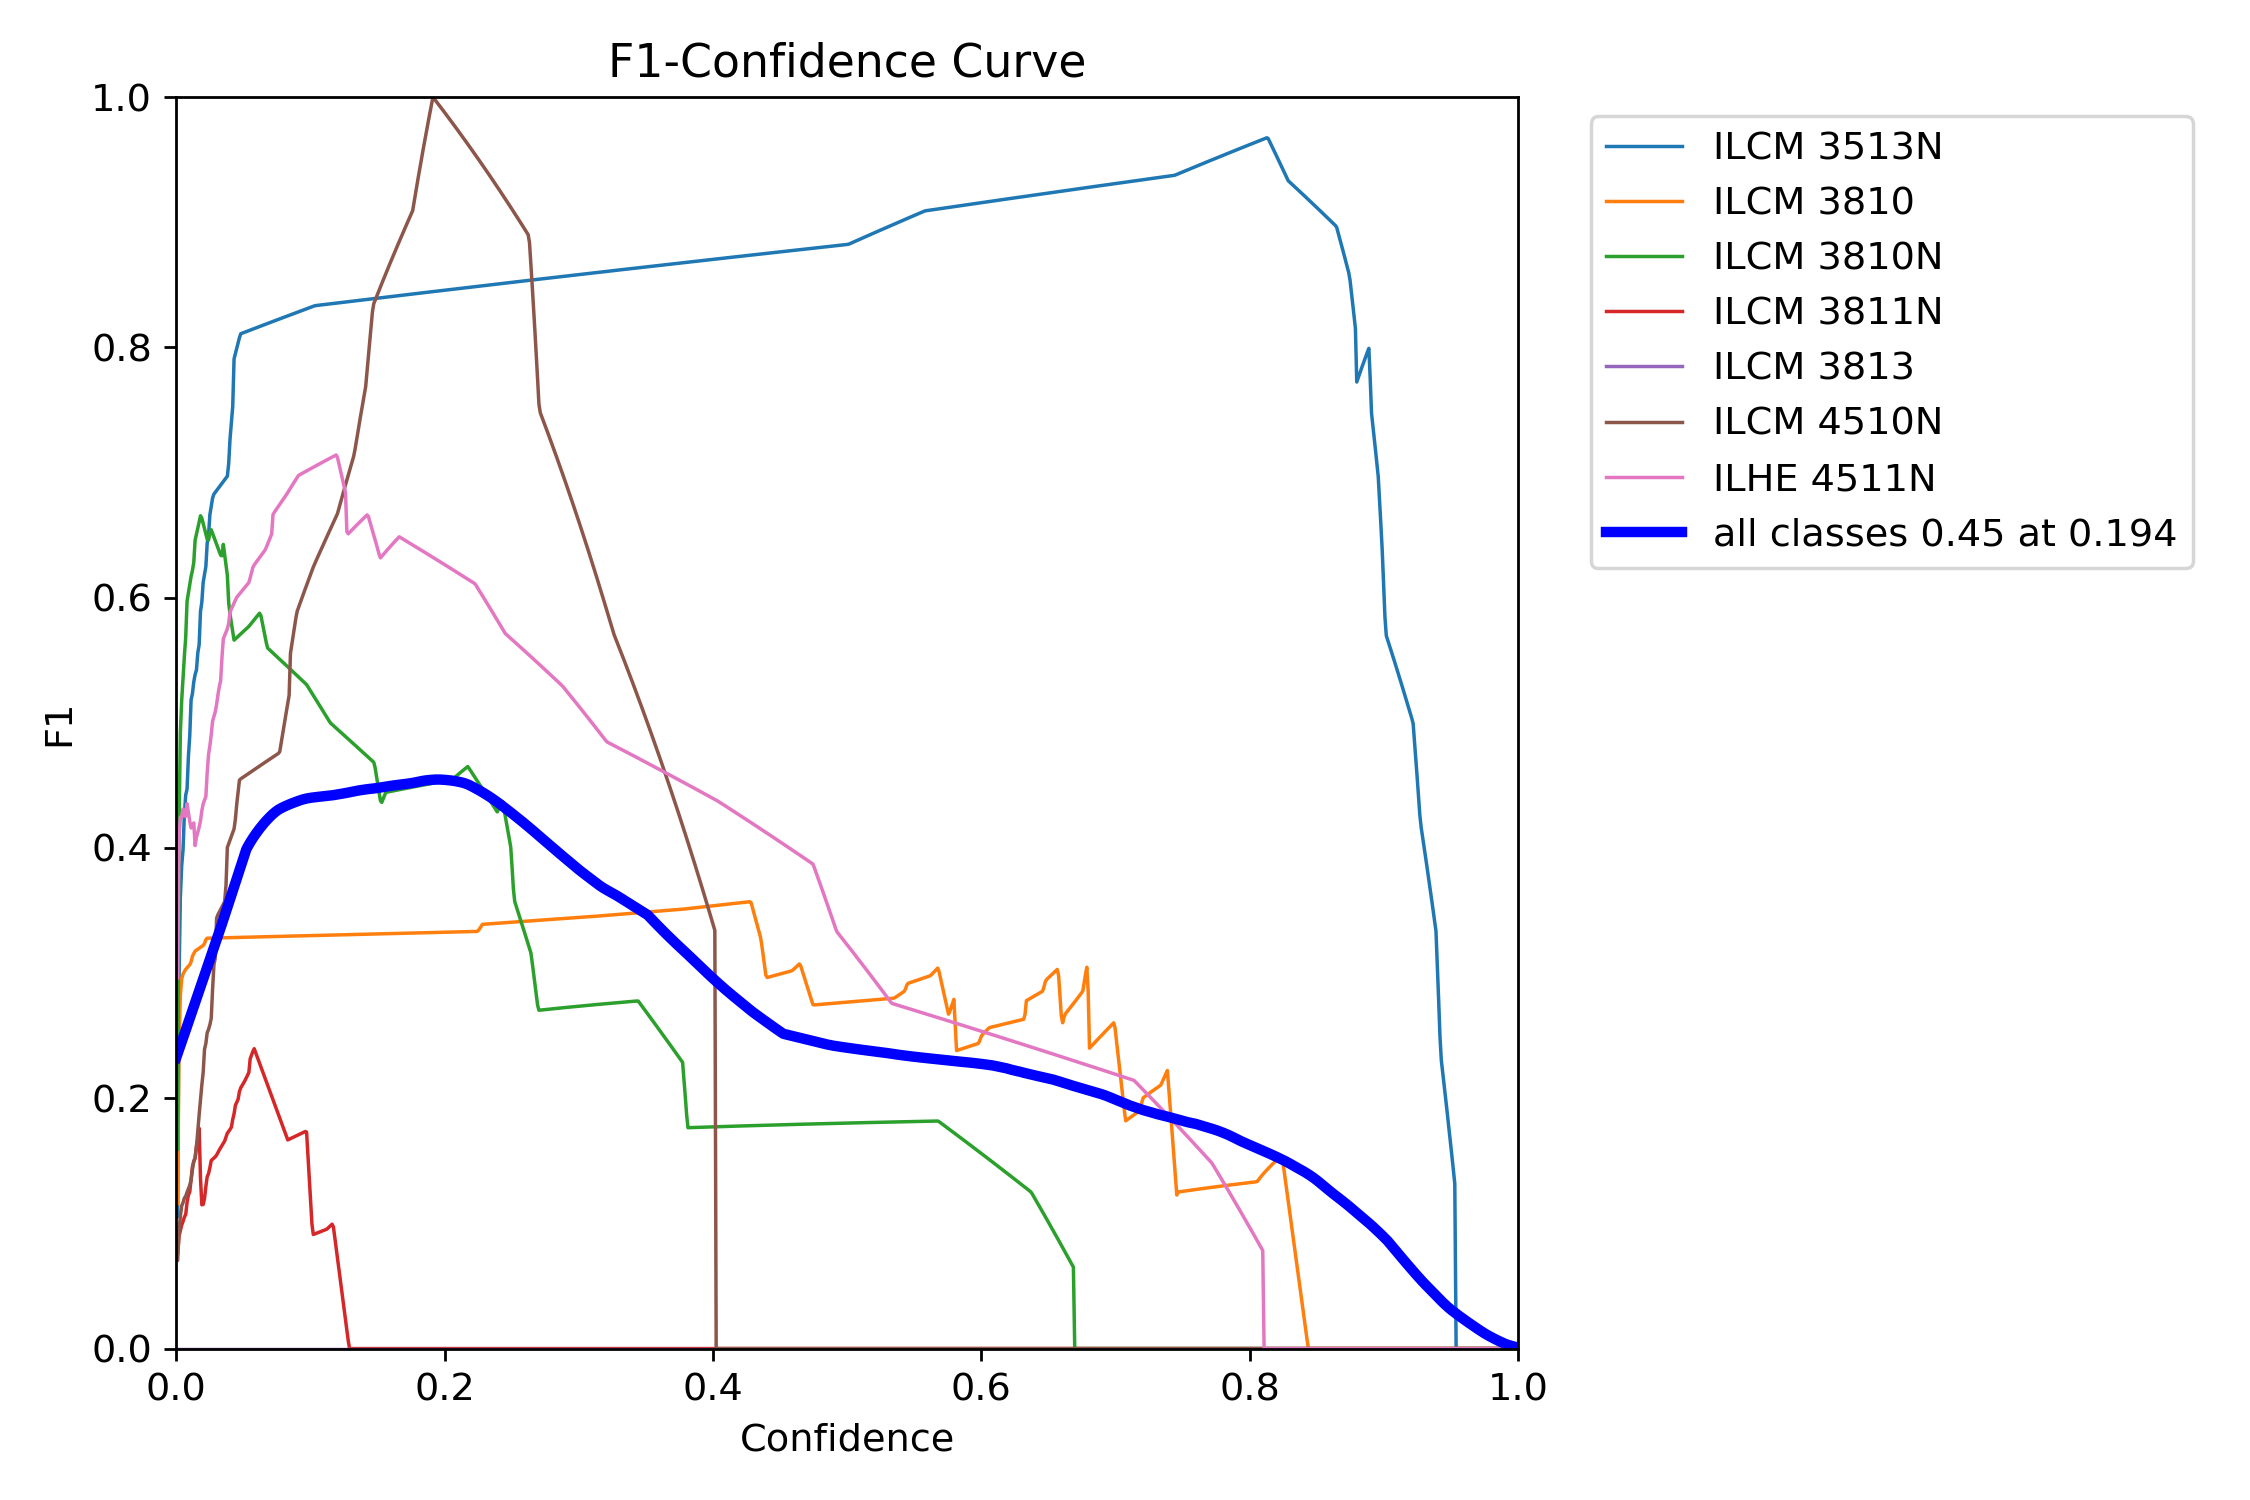 F1-Confidence Curve
1.0
0.8
0.6
0.4
0.2
0.0
F1
0.0 0.2 0.4 0.6 0.8 1.0
Confidence
ILCM 3513N
ILCM 3810
ILCM 3810N
ILCM 3811N
ILCM 3813
ILCM 4510N
ILHE 4511N
all classes 0.45 at 0.194